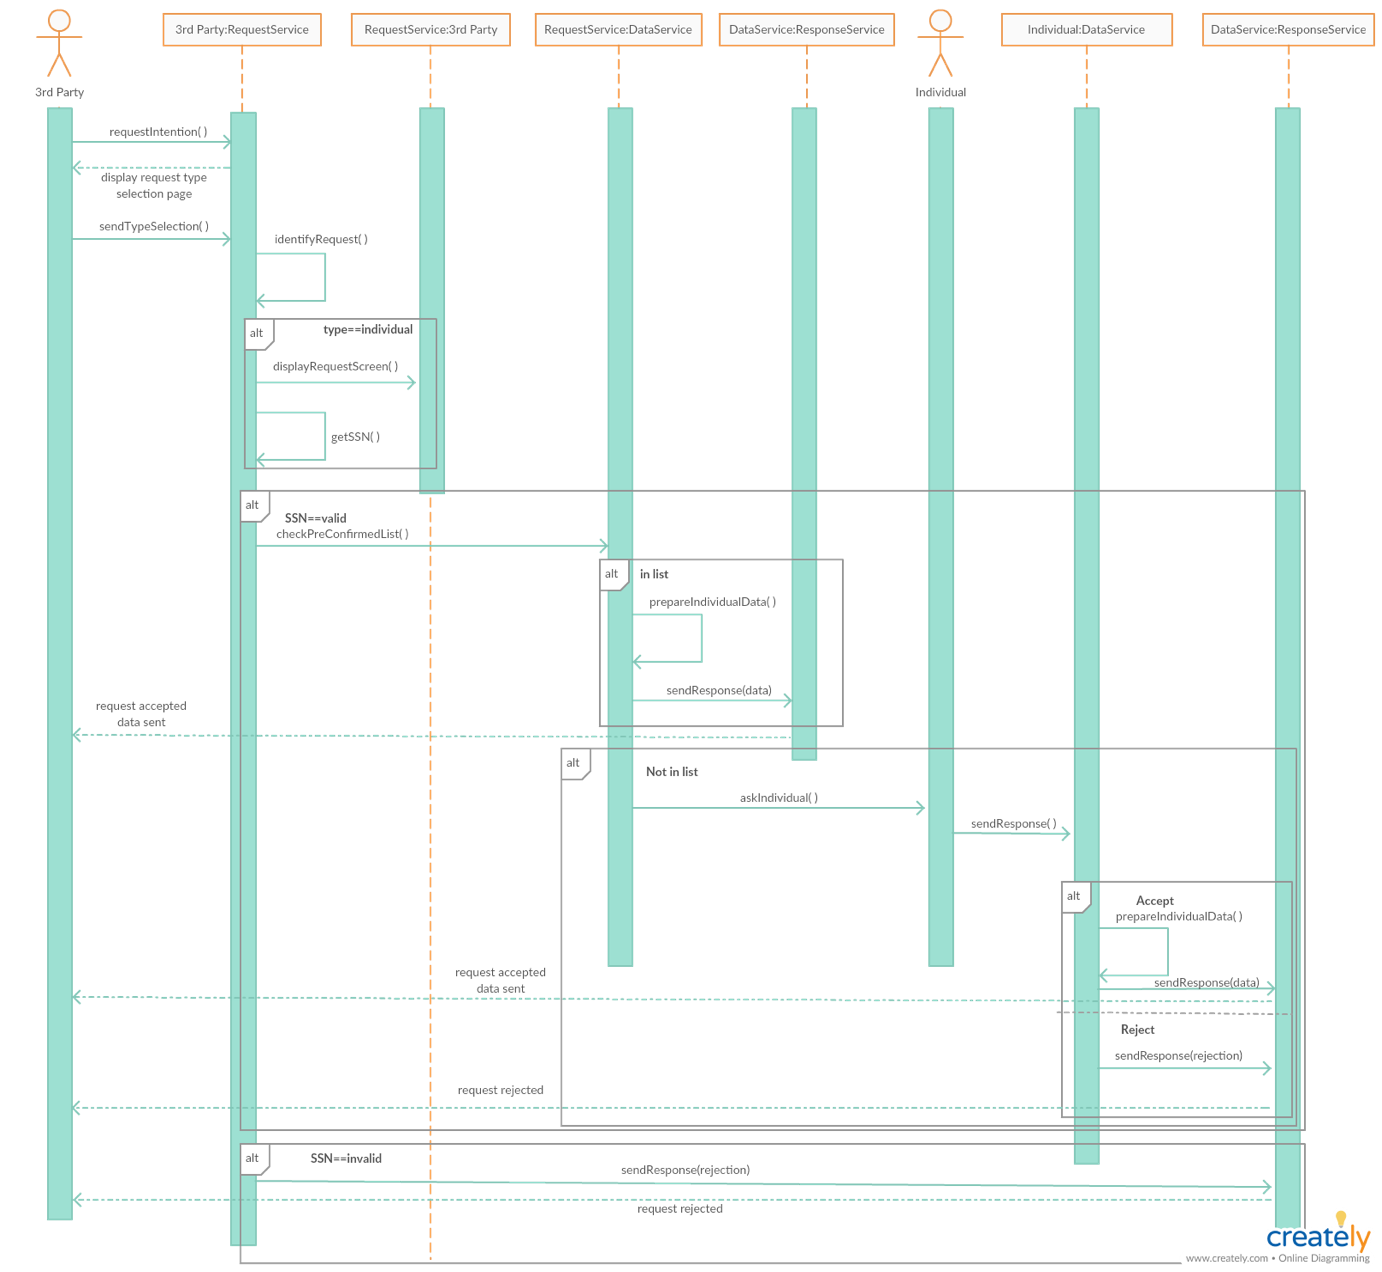 3rd Party:RequestService
RequestService:3rd Party
RequestService:DataService
DataService:ResponseService
Individual:DataService
DataService:ResponseService
3rd Party
Individual
requestIntention( )
display request type
selection page
sendTypeSelection( )
identifyRequest( )
alt
type==individual
displayRequestScreen( )
getSSN( )
alt
SSN==valid
checkPreConfirmedList( )
alt
in list
prepareIndividualData( )
sendResponse(data)
request accepted
data sent
alt
Not in list
askIndividual( )
sendResponse( )
alt
Accept
prepareIndividualData( )
request accepted
data sent
sendResponse(data)
Reject
sendResponse(rejection)
request rejected
alt
SSN==invalid
sendResponse(rejection)
request rejected
creately
www.creately.com • Online Diagramming